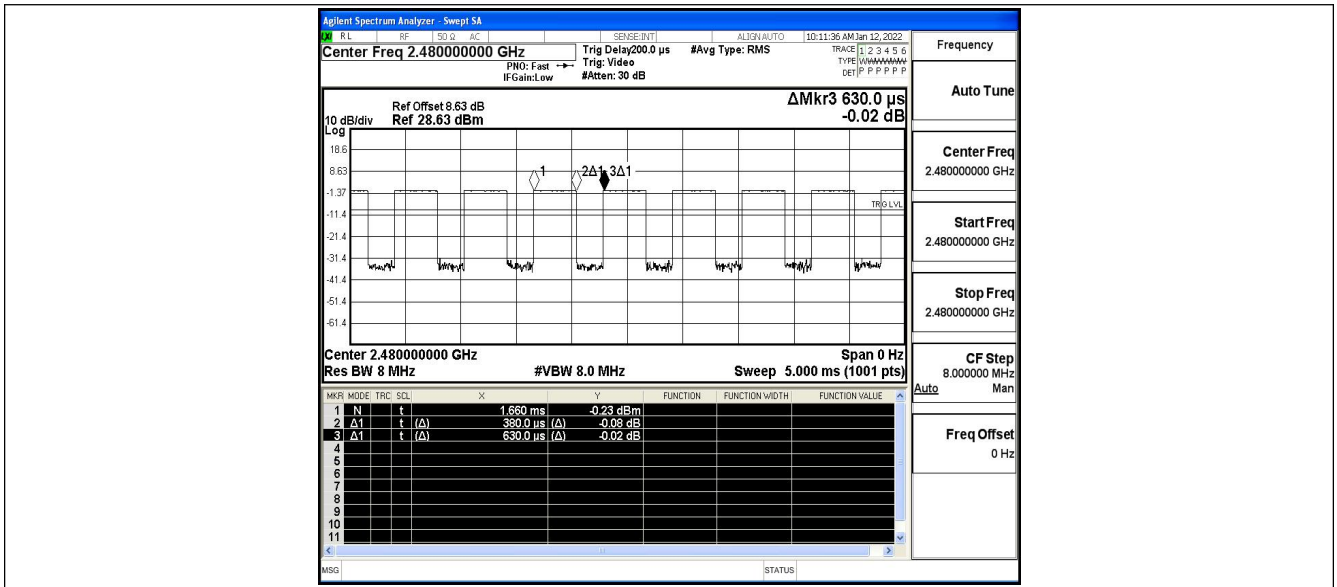 Agilent Spectrum Analyzer - Swept SA
RL RF 50 Ω AC SENSE:INT ALIGN AUTO 10:11:36 AM Jan 12, 2022
Center Freq 2.480000000 GHz
PNO: Fast
IFGain:Low
Trig Delay200.0 µs
Trig: Video
#Atten: 30 dB
#Avg Type: RMS
TRACE 1 2 3 4 5 6
TYPE
DET P P P P P P
ΔMkr3 630.0 µs
-0.02 dB
Ref Offset 8.63 dB
10 dB/div Ref 28.63 dBm
Log
18.6
8.63
-1.37
-11.4
-21.4
-31.4
-41.4
-51.4
-61.4
1 2Δ1 3Δ1
TRIG LVL
Center 2.480000000 GHz Span 0 Hz
Res BW 8 MHz #VBW 8.0 MHz Sweep 5.000 ms (1001 pts)
MKR MODE TRC SCL X Y FUNCTION FUNCTION WIDTH FUNCTION VALUE
1 N t 1.660 ms -0.23 dBm
2 Δ1 t (Δ) 380.0 µs (Δ) -0.08 dB
3 Δ1 t (Δ) 630.0 µs (Δ) -0.02 dB
4
5
6
7
8
9
10
11
MSG STATUS
Frequency
Auto Tune
Center Freq
2.480000000 GHz
Start Freq
2.480000000 GHz
Stop Freq
2.480000000 GHz
CF Step
8.000000 MHz
Auto Man
Freq Offset
0 Hz